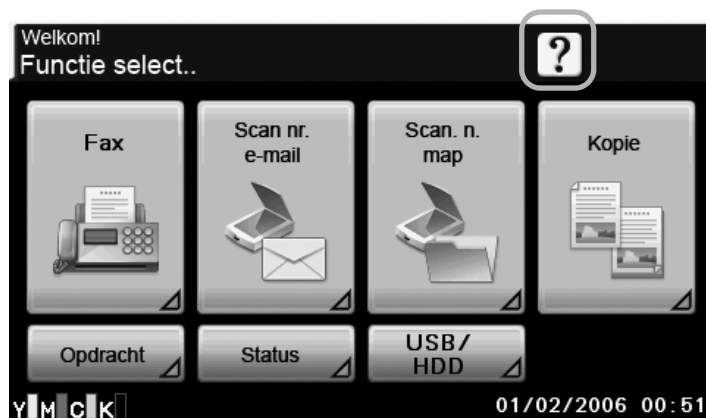 Welkom!
Functie select..
?
Fax
Scan nr.
e-mail
Scan. n.
map
Kopie
Opdracht
Status
USB/
HDD
Y M C K
01/02/2006 00:51